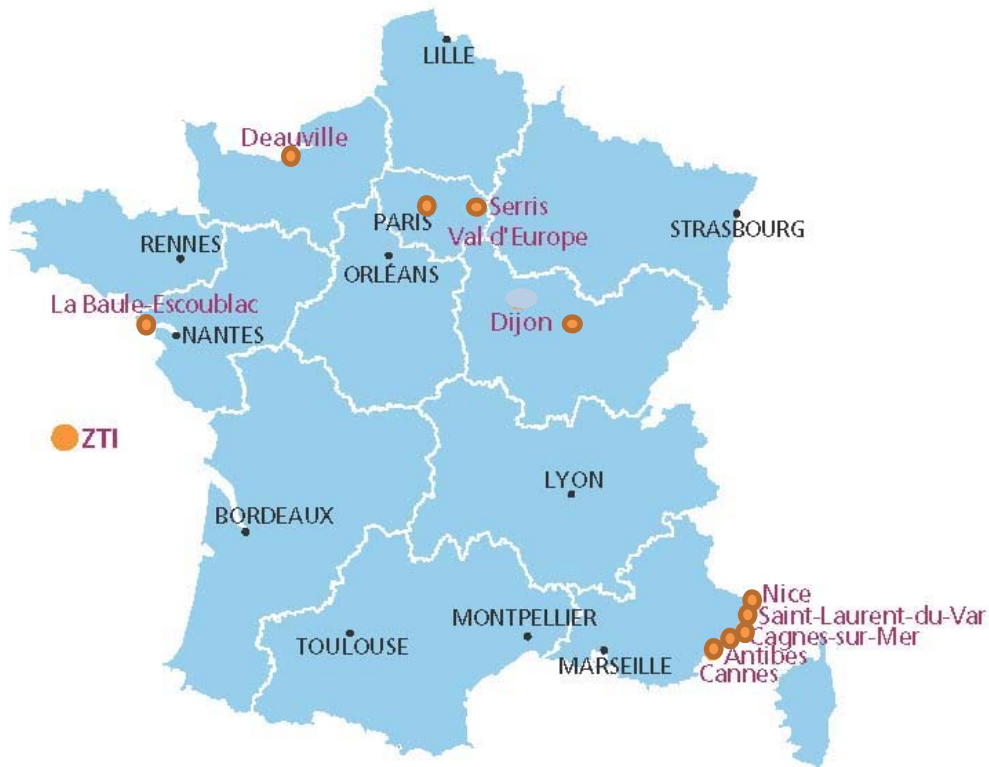 LILLE
Deauville
PARIS
Serris
Val d'Europe
STRASBOURG
RENNES
ORLÉANS
La Baule-Escoublac
NANTES
Dijon
ZTI
LYON
BORDEAUX
Nice
Saint-Laurent-du-Var
Cagnes-sur-Mer
Antibes
Cannes
MONTPELLIER
TOULOUSE
MARSEILLE